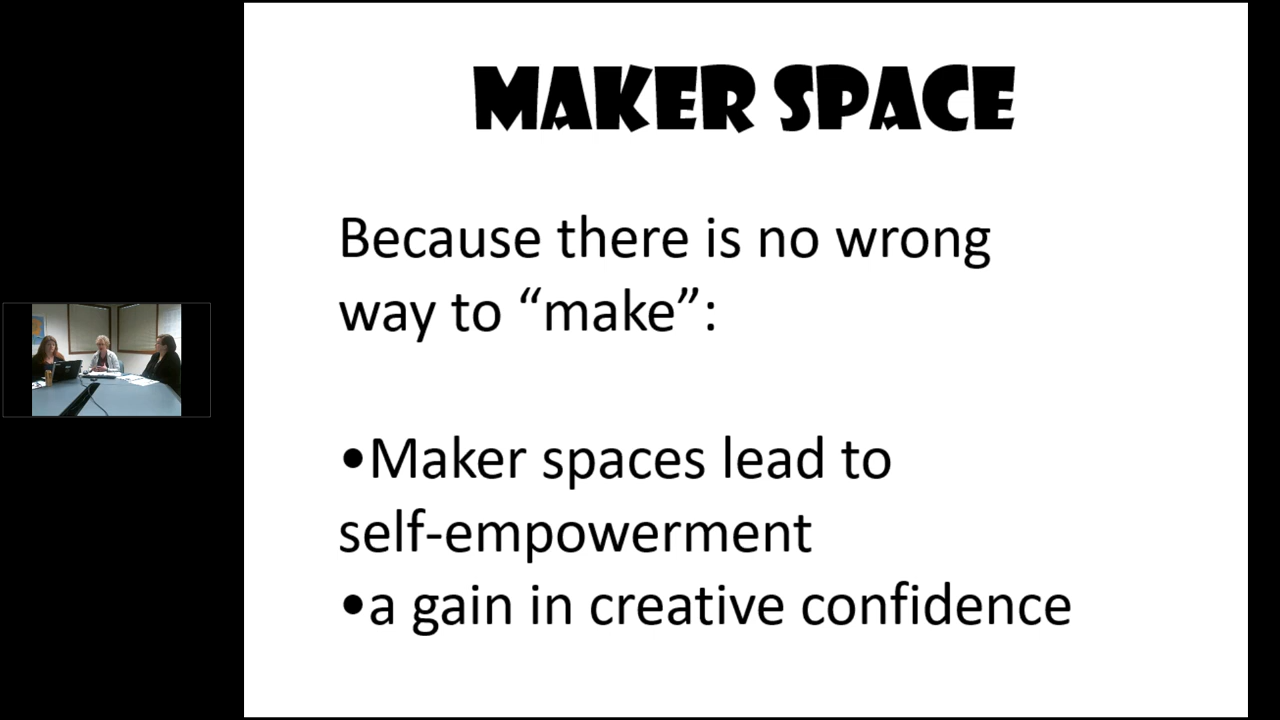 MAKER SPACE
Because there is no wrong
way to “make”:
•Maker spaces lead to
self-empowerment
•a gain in creative confidence